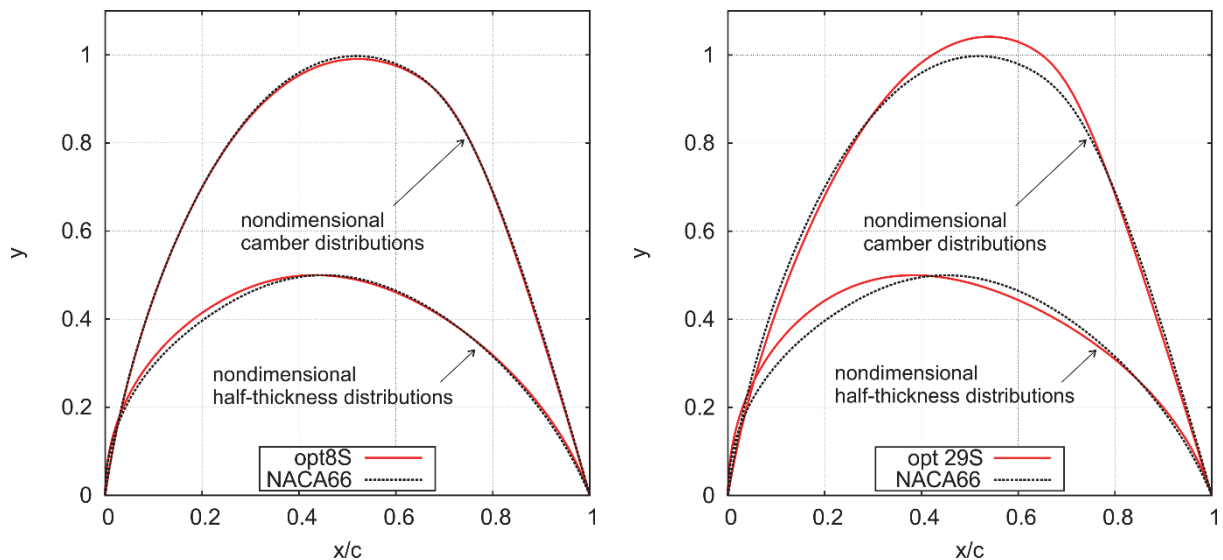 1
0.8
0.6
0.4
0.2
0
y
nondimensional
camber distributions
nondimensional
half-thickness distributions
opt8S
NACA66
0
0.2
0.4
0.6
0.8
1
x/c
1
0.8
0.6
0.4
0.2
0
y
nondimensional
camber distributions
nondimensional
half-thickness distributions
opt 29S
NACA66
0
0.2
0.4
0.6
0.8
1
x/c